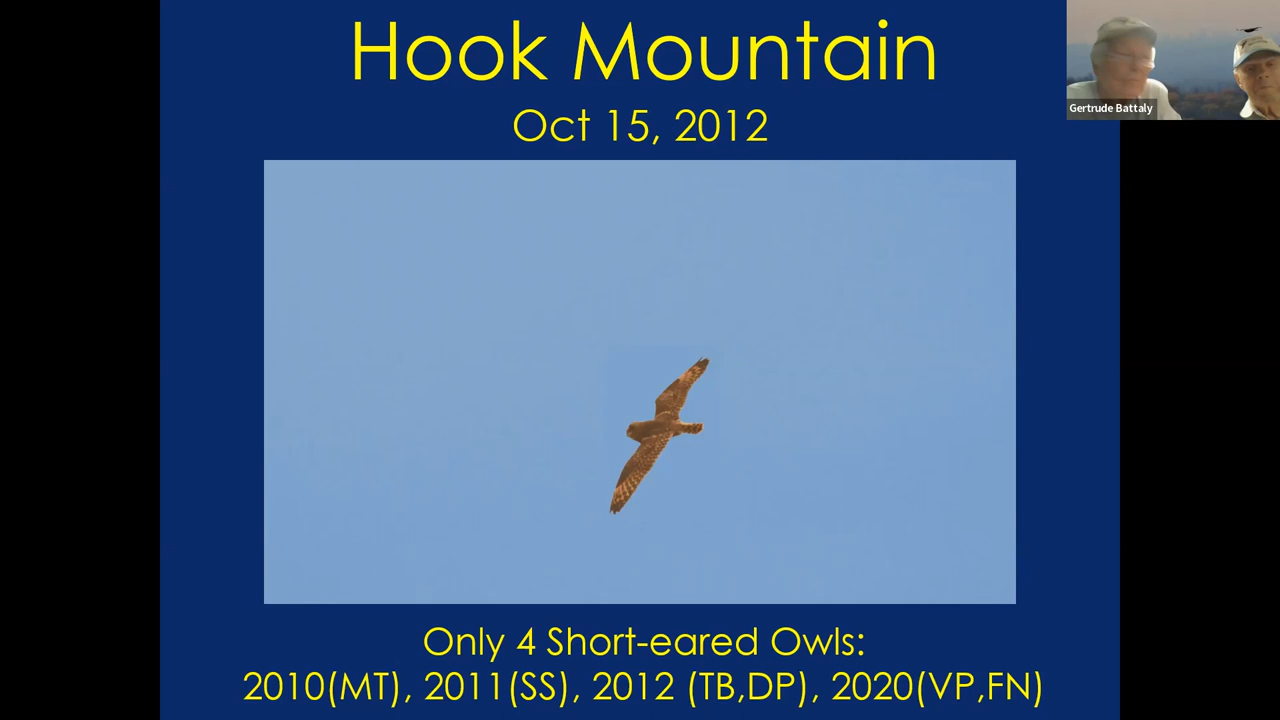 Hook Mountain
Oct 15, 2012
Gertrude Battaly
Only 4 Short-eared Owls:
2010(MT), 2011(SS), 2012 (TB,DP), 2020(VP,FN)